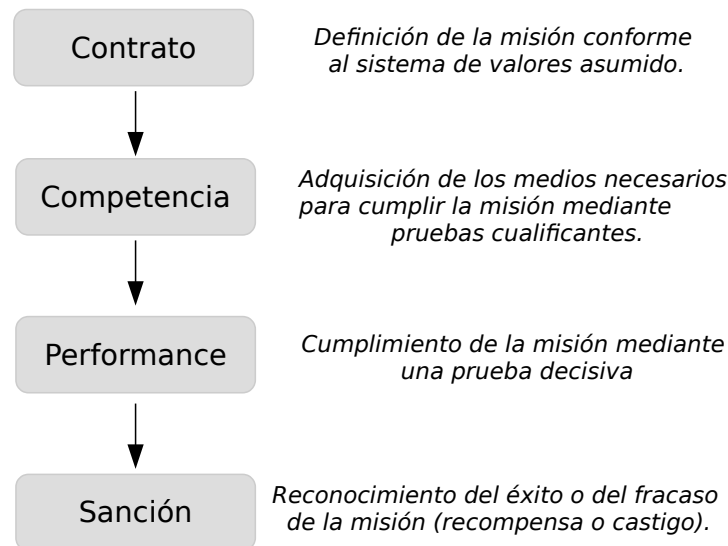 Contrato
Definición de la misión conforme
al sistema de valores asumido.
Competencia
Adquisición de los medios necesarios
para cumplir la misión mediante
pruebas cualificantes.
Performance
Cumplimiento de la misión mediante
una prueba decisiva
Sanción
Reconocimiento del éxito o del fracaso
de la misión (recompensa o castigo).